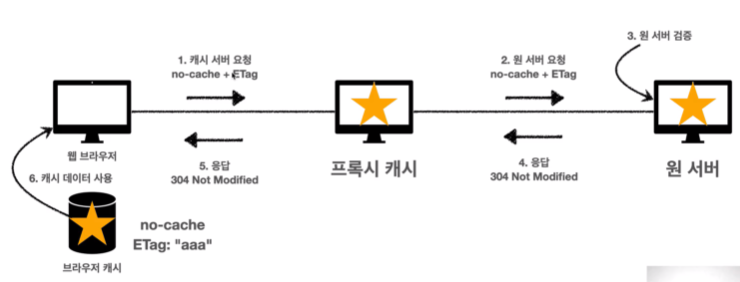 1. 캐시 서버 요청
no-cache + ETag
2. 원 서버 요청
no-cache + ETag
3. 원 서버 검증
웹 브라우저
5. 응답
304 Not Modified
프록시 캐시
4. 응답
304 Not Modified
원 서버
6. 캐시 데이터 사용
no-cache
ETag: "aaa"
브라우저 캐시